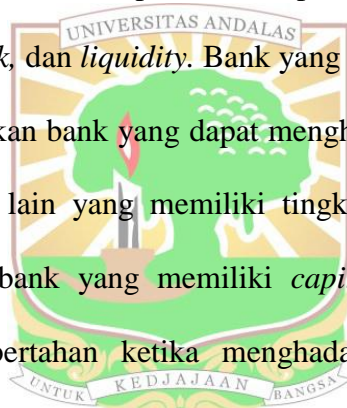 UNIVERSITAS ANDALAS
k, dan liquidity. Bank yang
kan bank yang dapat mengh
lain yang memiliki tingk
bank yang memiliki capi
bertahan ketika menghada
UNTUK KEDJAJAAN BANGSA